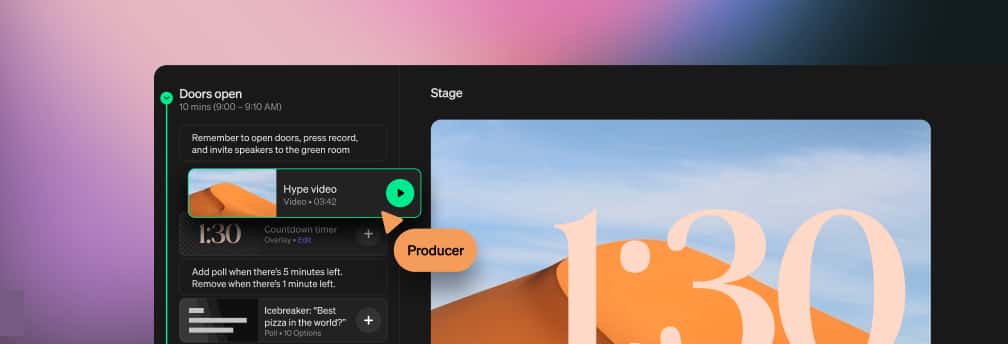 Doors open
10 mins (9:00 – 9:10 AM)
Remember to open doors, press record,
and invite speakers to the green room
Hype video
Video • 03:42
1:30
Countdown timer
Overlay • Edit
Producer
Add poll when there's 5 minutes left.
Remove when there's 1 minute left.
Icebreaker: “Best
pizza in the world?”
Poll • 10 Options
Stage
1:30